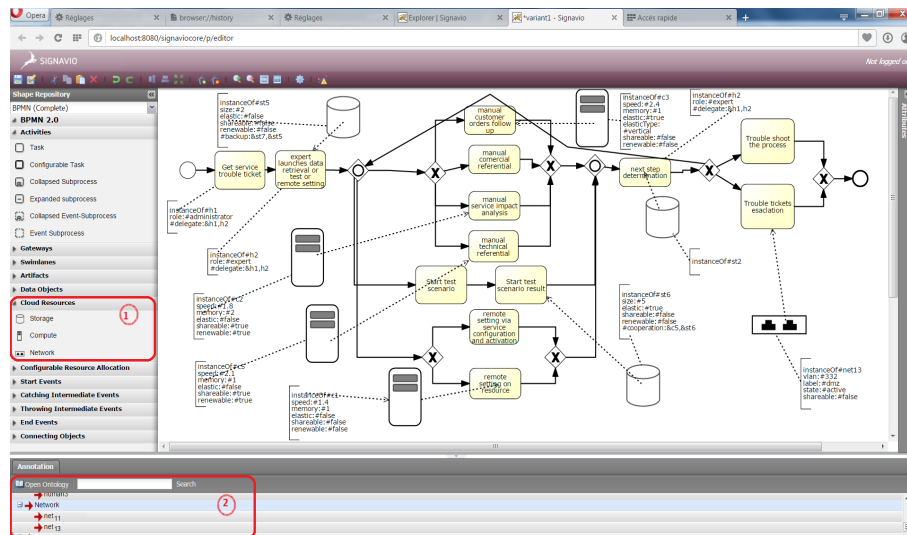 Opera
Réglages
browser://history
Réglages
Explorer | Signavio
*variant1 - Signavio
Accès rapide
localhost:8080/signaviocore/p/editor
SIGNAVIO
Not logged o
Shape Repository
BPMN (Complete)
BPMN 2.0
Activities
Task
Configurable Task
Collapsed Subprocess
Expanded subprocess
Collapsed Event-Subprocess
Event Subprocess
Gateways
Swimlanes
Artifacts
Data Objects
Cloud Resources
Storage
Compute
Network
1
Configurable Resource Allocation
Start Events
Catching Intermediate Events
Throwing Intermediate Events
End Events
Connecting Objects
Attributes
instanceOf#st5
size:#2
elastic:#false
shareable:#false
renewable:#false
#backup:&st7,&st5
instanceOf:#c3
speed:#2.4
memory:#1
elastic:#true
elasticType:
#vertical
shareable:#false
renewable:#false
instanceOf#h2
role:#expert
#delegate:&h1,h2
Get service
trouble ticket
expert
launches data
retrieval or
test or
remote setting
manual
customer
orders follow
up
manual
comercial
referential
manual
service impact
analysis
manual
technical
referential
next step
determination
Trouble shoot
the process
Trouble tickets
esaclation
instanceOf#h1
role:#administrator
#delegate:&h1,h2
instanceOf#h2
role:#expert
#delegate:&h1,h2
instanceOf#st2
Start test
scenario
Start test
scenario result
instanceOf#c2
speed:#1.8
memory:#2
elastic:#false
shareable:#true
renewable:#true
instanceOf#st6
size:#5
elastic:#true
shareable:#false
renewable:#false
#cooperation:&c5,&st6
remote
setting via
service
configuration
and activation
remote
setting on
resource
instanceOf#c5
speed:#2.1
memory:#1
elastic:#false
shareable:#true
renewable:#true
instanceOf#c1
speed:#1.4
memory:#1
elastic:#false
shareable:#false
renewable:#false
instanceOf#net13
vlan:#332
label:#dmz
state:#active
shareable:#false
Annotation
Open Ontology
Search
human3
Network
net 11
net 13
2